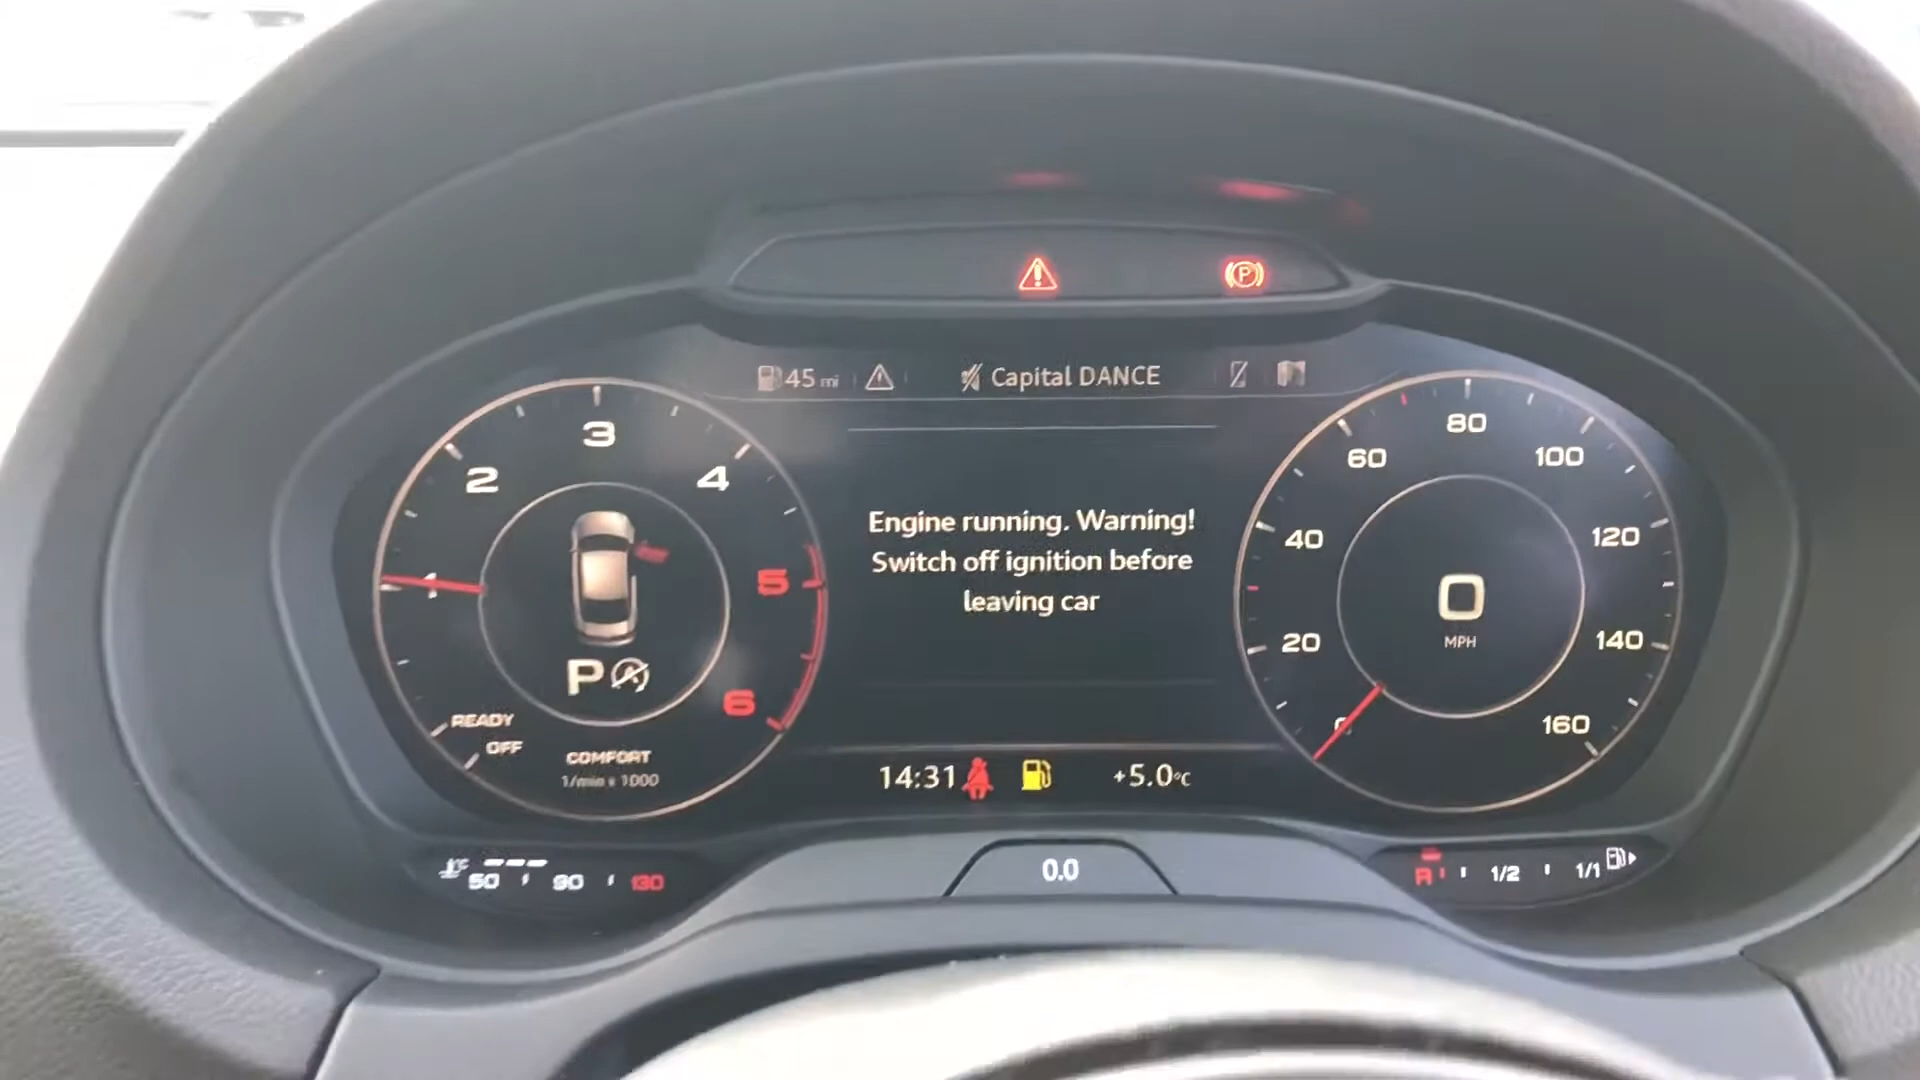 45 mi
Capital DANCE
1
2
3
4
5
6
P
READY
OFF
COMFORT
1/min x 1000
Engine running. Warning!
Switch off ignition before
leaving car
14:31
+5.0°C
0
20
40
60
80
100
120
140
160
0
MPH
50
90
130
0.0
R
1/2
1/1
P